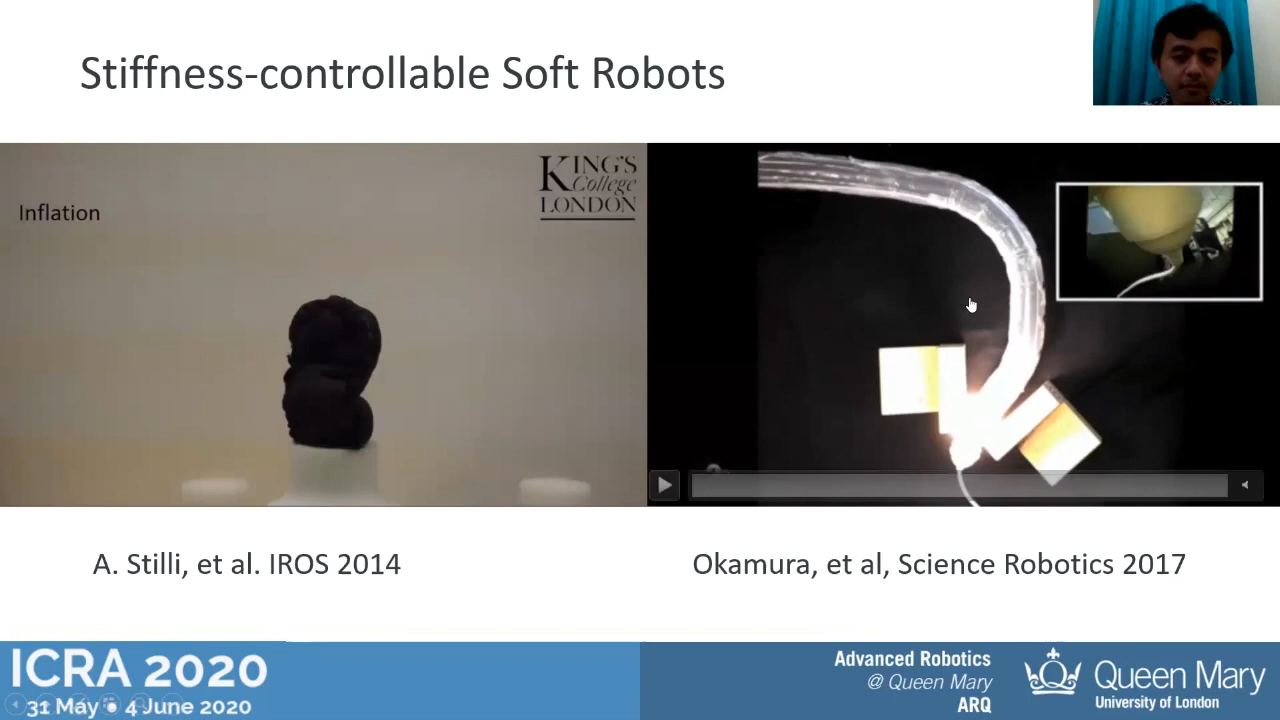 Stiffness-controllable Soft Robots
Inflation
KING'S
College
LONDON
A. Stilli, et al. IROS 2014
Okamura, et al, Science Robotics 2017
ICRA 2020
31 May • 4 June 2020
Advanced Robotics
@ Queen Mary
ARQ
Queen Mary
University of London